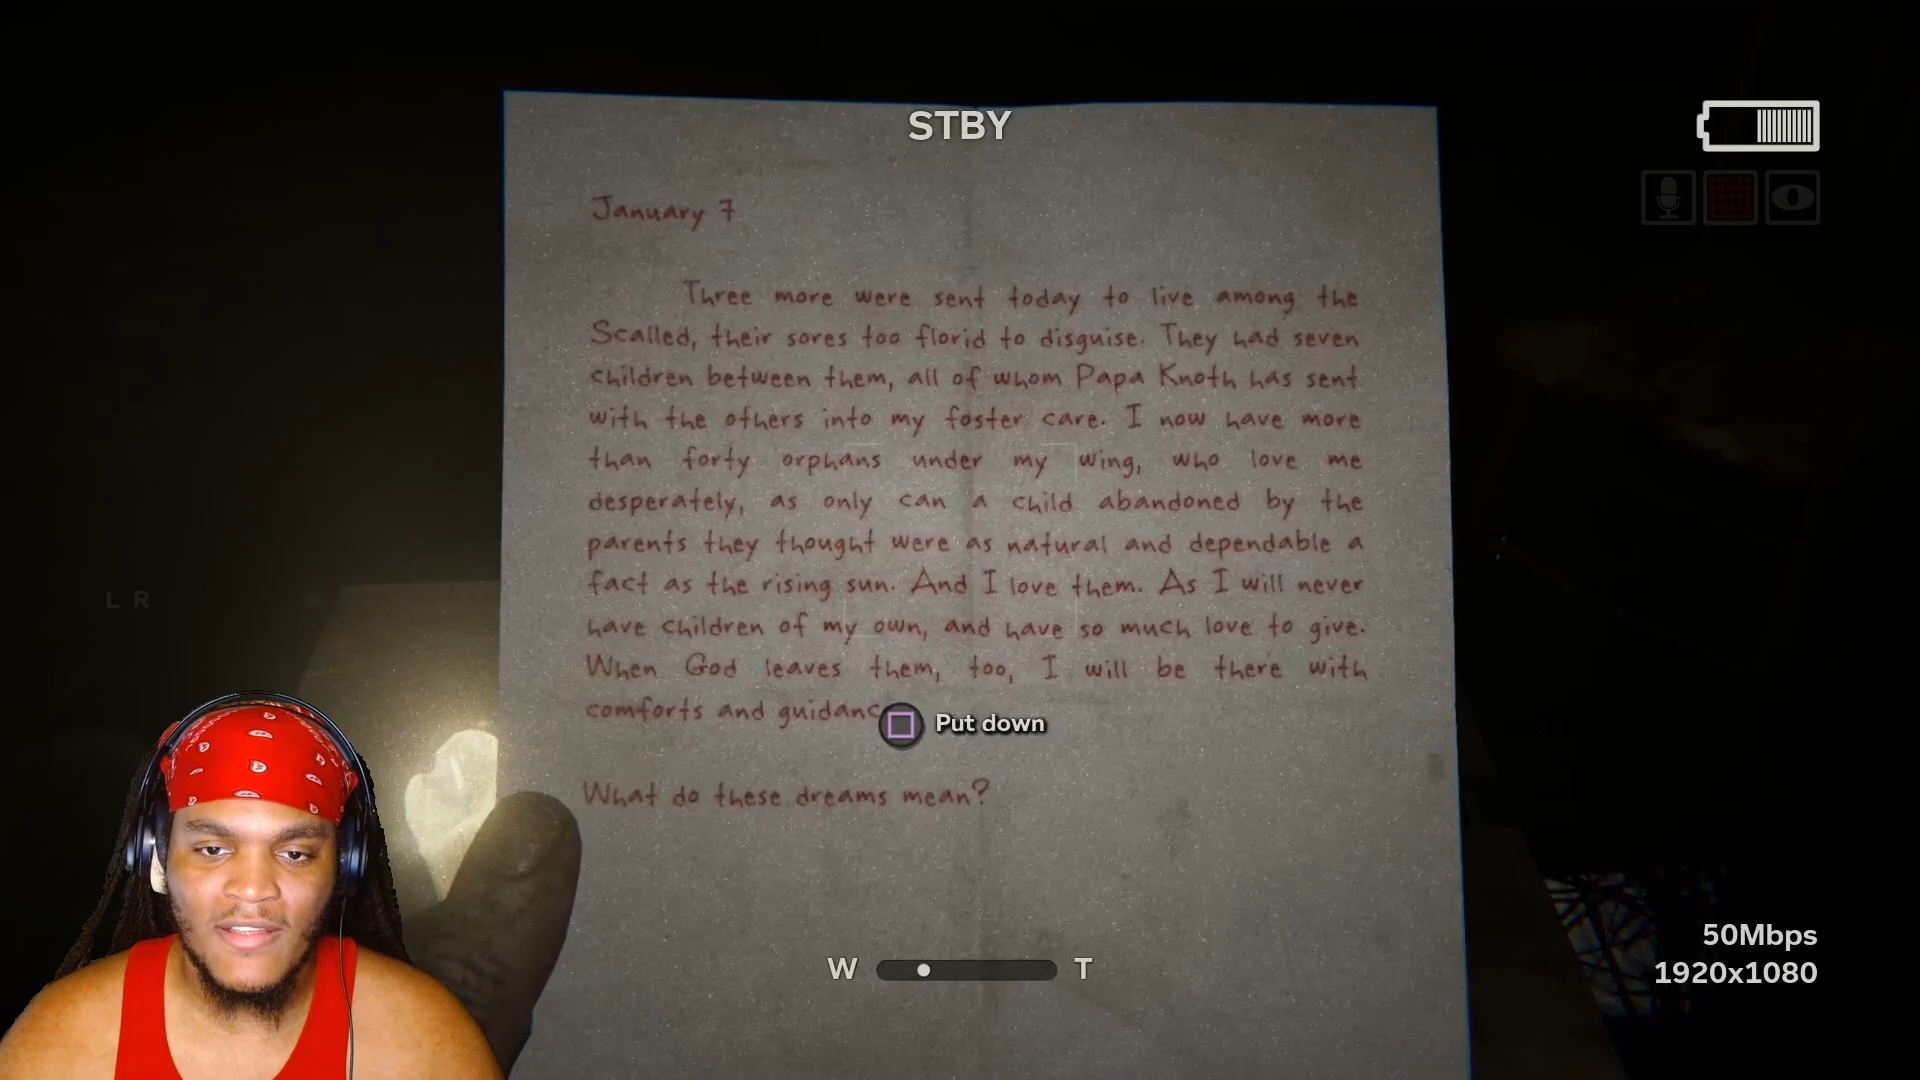 STBY
January 7
Three more were sent today to live among the
Scalled, their sores too florid to disguise. They had seven
children between them, all of whom Papa Knoth has sent
with the others into my foster care. I now have more
than forty orphans under my wing, who love me
desperately, as only can a child abandoned by the
parents they thought were as natural and dependable a
fact as the rising sun. And I love them. As I will never
have children of my own, and have so much love to give.
When God leaves them, too, I will be there with
comforts and guidanc
Put down
What do these dreams mean?
L R
W T
50Mbps
1920x1080